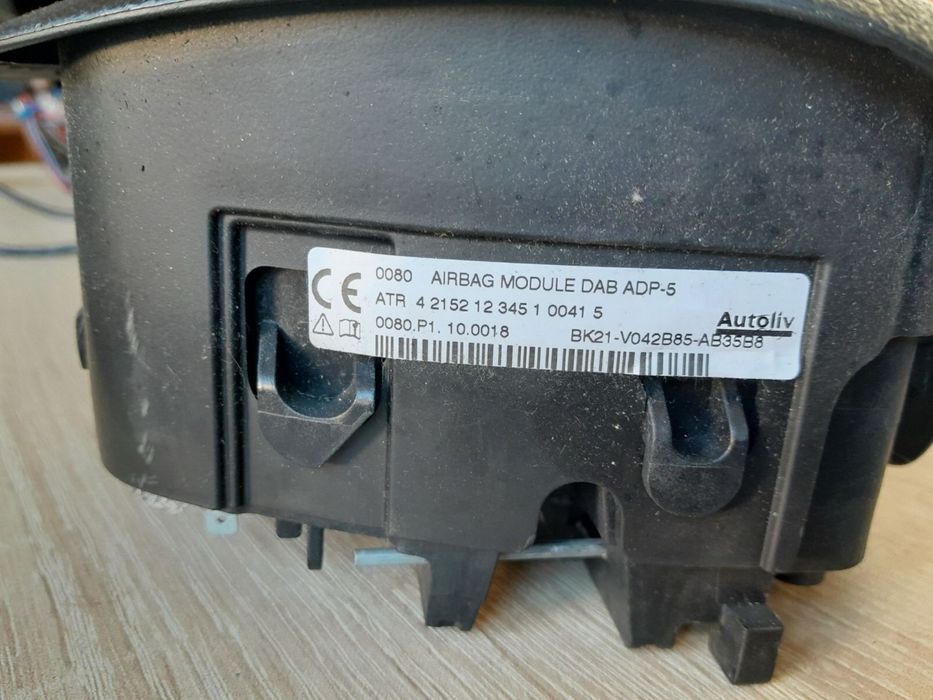 CE 0080 AIRBAG MODULE DAB ADP-5
ATR 4 2152 12 345 1 0041 5
Autoliv
0080.P1. 10.0018 BK21-V042B85-AB35B8